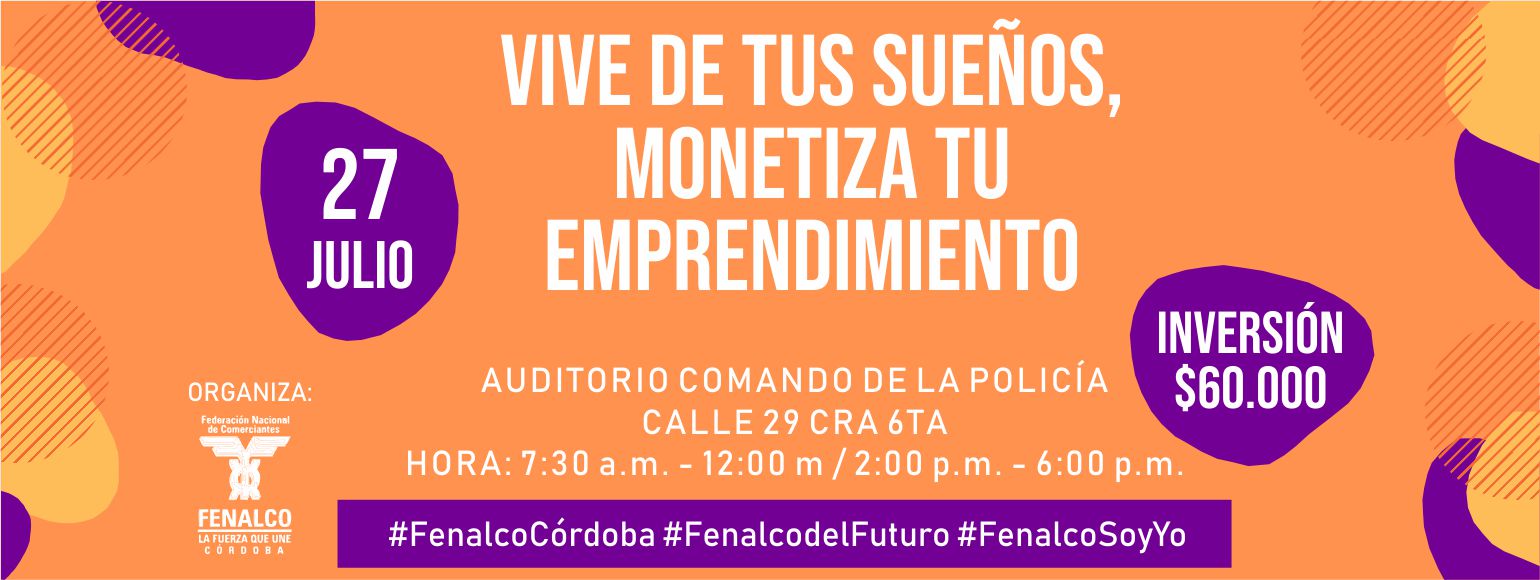 VIVE DE TUS SUEÑOS,
MONETIZA TU
EMPRENDIMIENTO
27
JULIO
INVERSIÓN
$60.000
AUDITORIO COMANDO DE LA POLICÍA
CALLE 29 CRA 6TA
HORA: 7:30 a.m. - 12:00 m / 2:00 p.m. - 6:00 p.m.
ORGANIZA:
Federación Nacional
de Comerciantes
FENALCO
LA FUERZA QUE UNE
CÓRDOBA
#FenalcoCórdoba #FenalcodelFuturo #FenalcoSoyYo